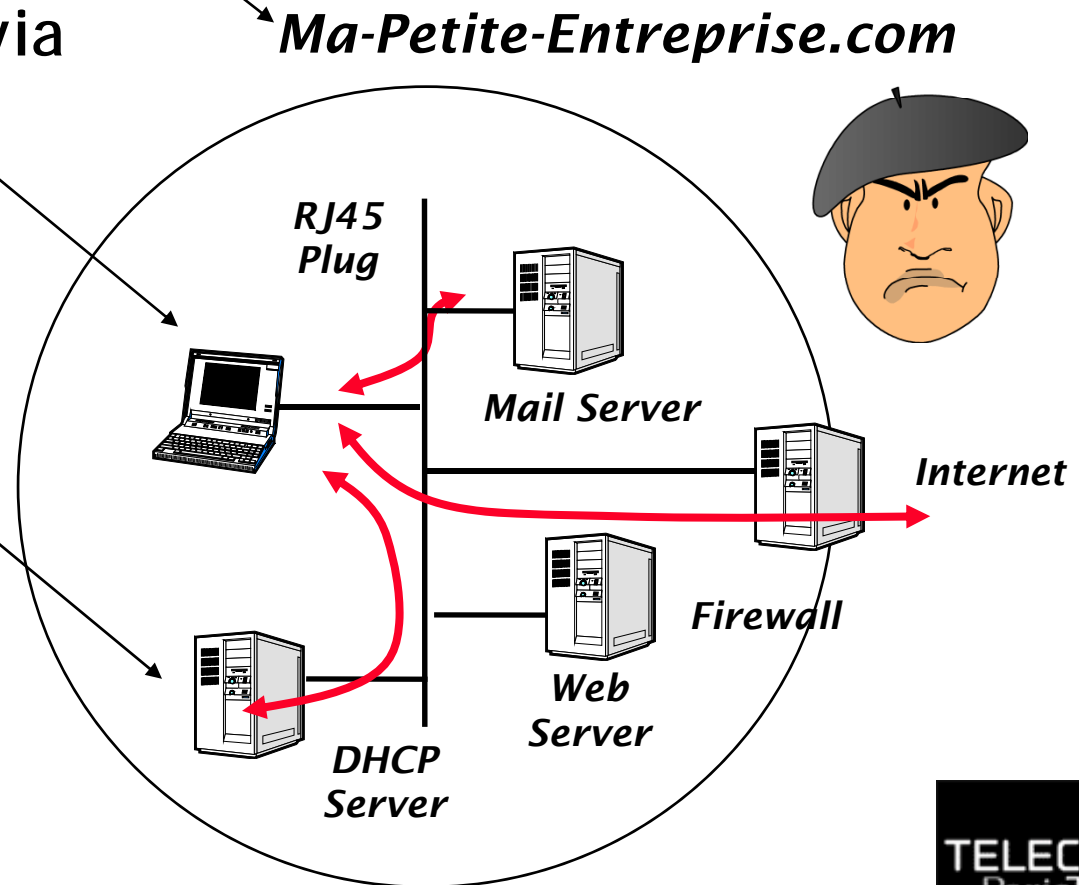 via
Ma-Petite-Entreprise.com
RJ45
Plug
Mail Server
Internet
Firewall
Web
Server
DHCP
Server
TELEC